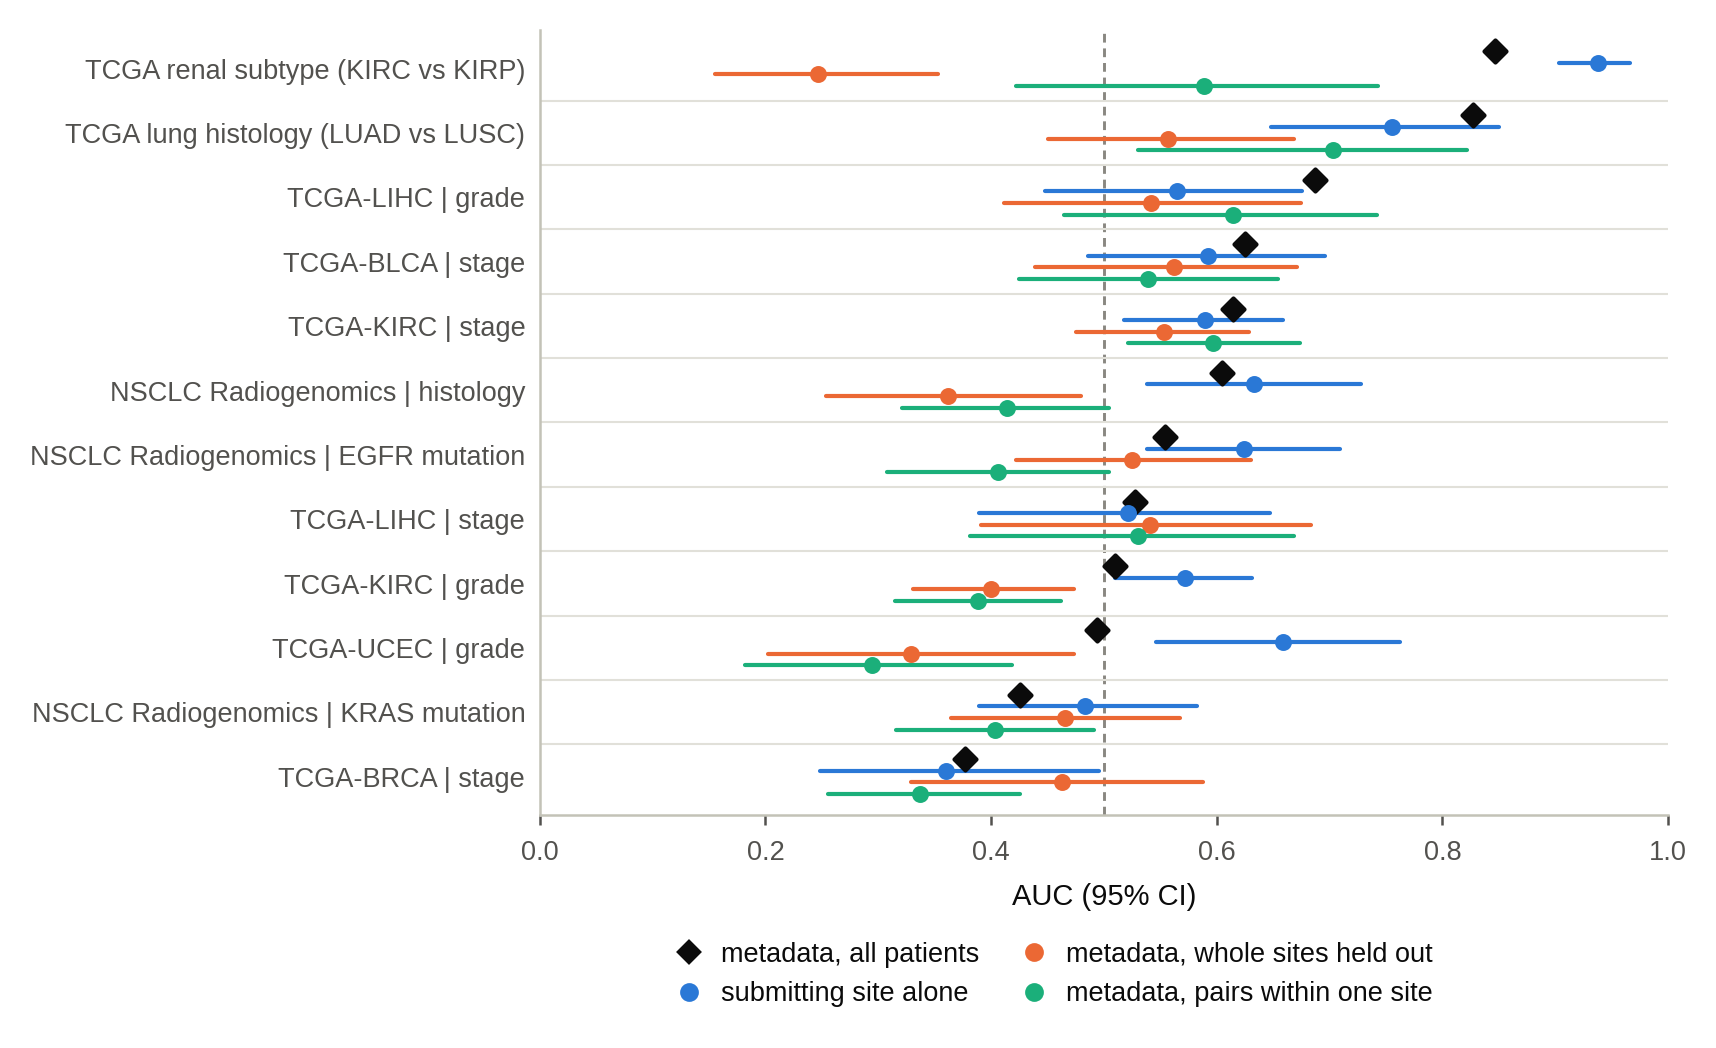 TCGA renal subtype (KIRC vs KIRP)
TCGA lung histology (LUAD vs LUSC)
TCGA-LIHC | grade
TCGA-BLCA | stage
TCGA-KIRC | stage
NSCLC Radiogenomics | histology
NSCLC Radiogenomics | EGFR mutation
TCGA-LIHC | stage
TCGA-KIRC | grade
TCGA-UCEC | grade
NSCLC Radiogenomics | KRAS mutation
TCGA-BRCA | stage
0.0 0.2 0.4 0.6 0.8 1.0
AUC (95% CI)
metadata, all patients metadata, whole sites held out
submitting site alone metadata, pairs within one site